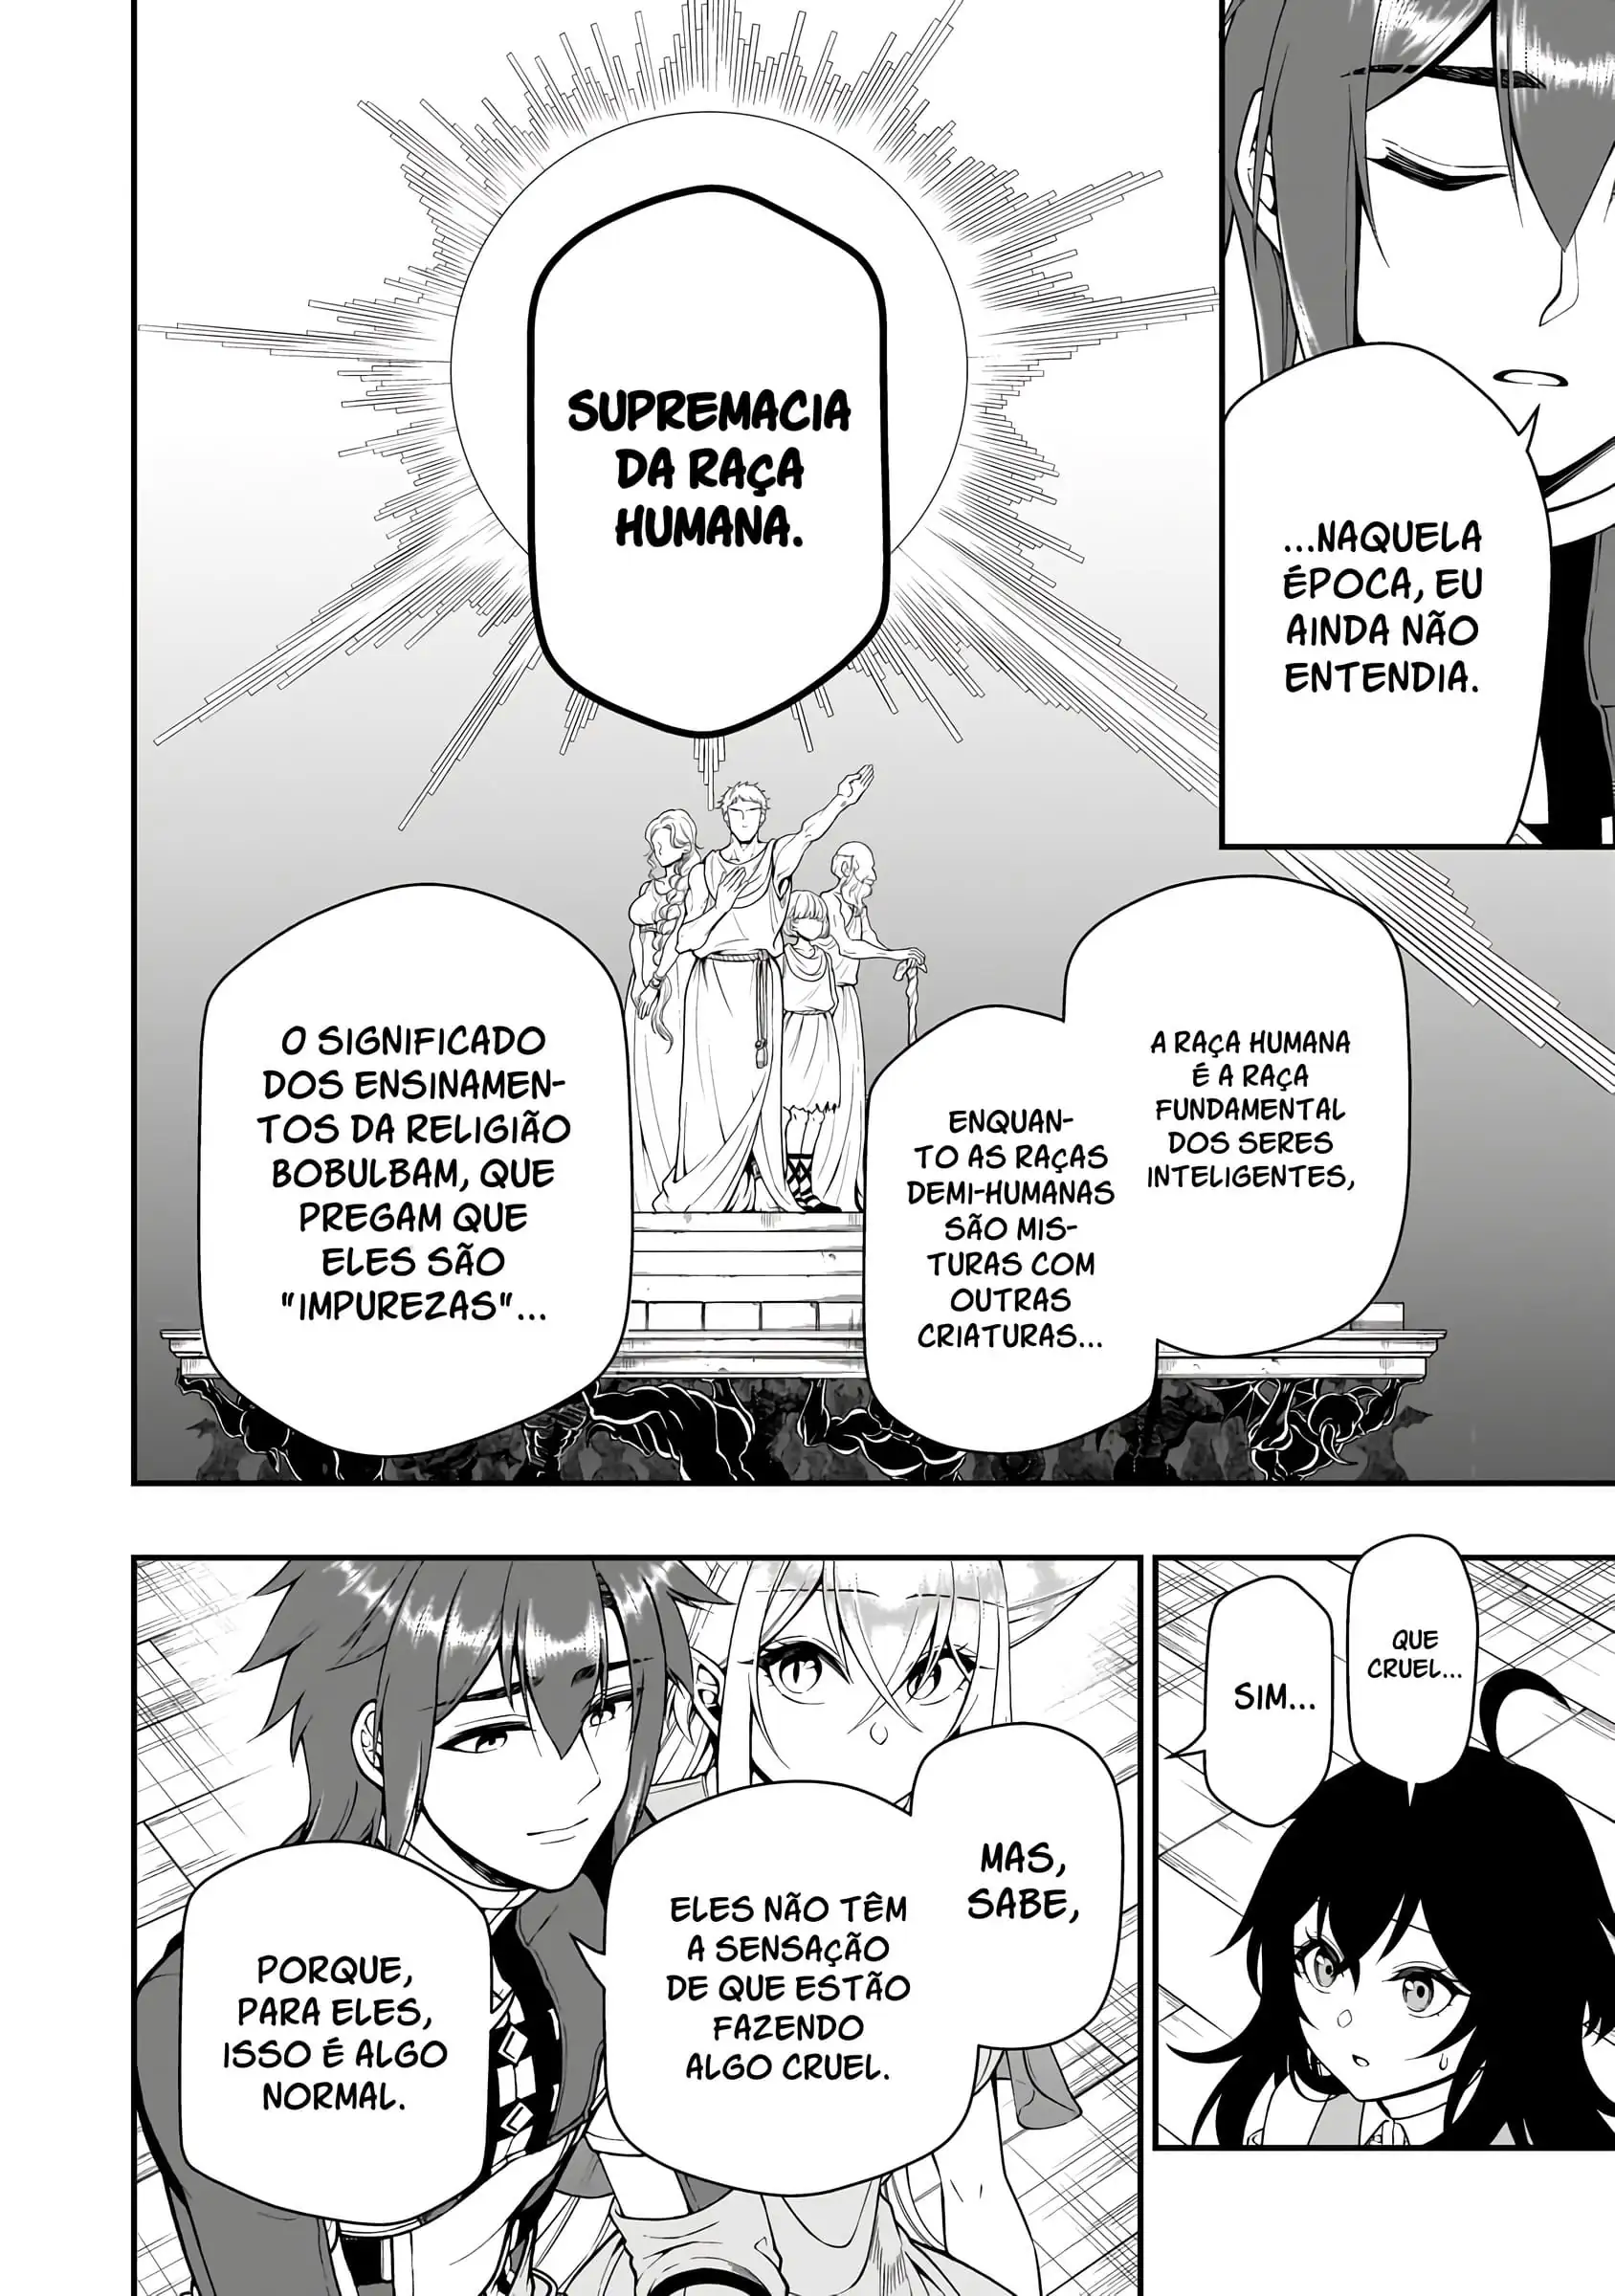 ...NAQUELA
ÉPOCA, EU
AINDA NÃO
ENTENDIA.
SUPREMACIA
DA RAÇA
HUMANA.
A RAÇA HUMANA
É A RAÇA
FUNDAMENTAL
DOS SERES
INTELIGENTES,
ENQUAN-
TO AS RAÇAS
DEMI-HUMANAS
SÃO MIS-
TURAS COM
OUTRAS
CRIATURAS...
O SIGNIFICADO
DOS ENSINAMEN-
TOS DA RELIGIÃO
BOBULBAM, QUE
PREGAM QUE
ELES SÃO
"IMPUREZAS"...
QUE
CRUEL...
SIM...
MAS,
SABE,
ELES NÃO TÊM
A SENSAÇÃO
DE QUE ESTÃO
FAZENDO
ALGO CRUEL.
PORQUE,
PARA ELES,
ISSO É ALGO
NORMAL.